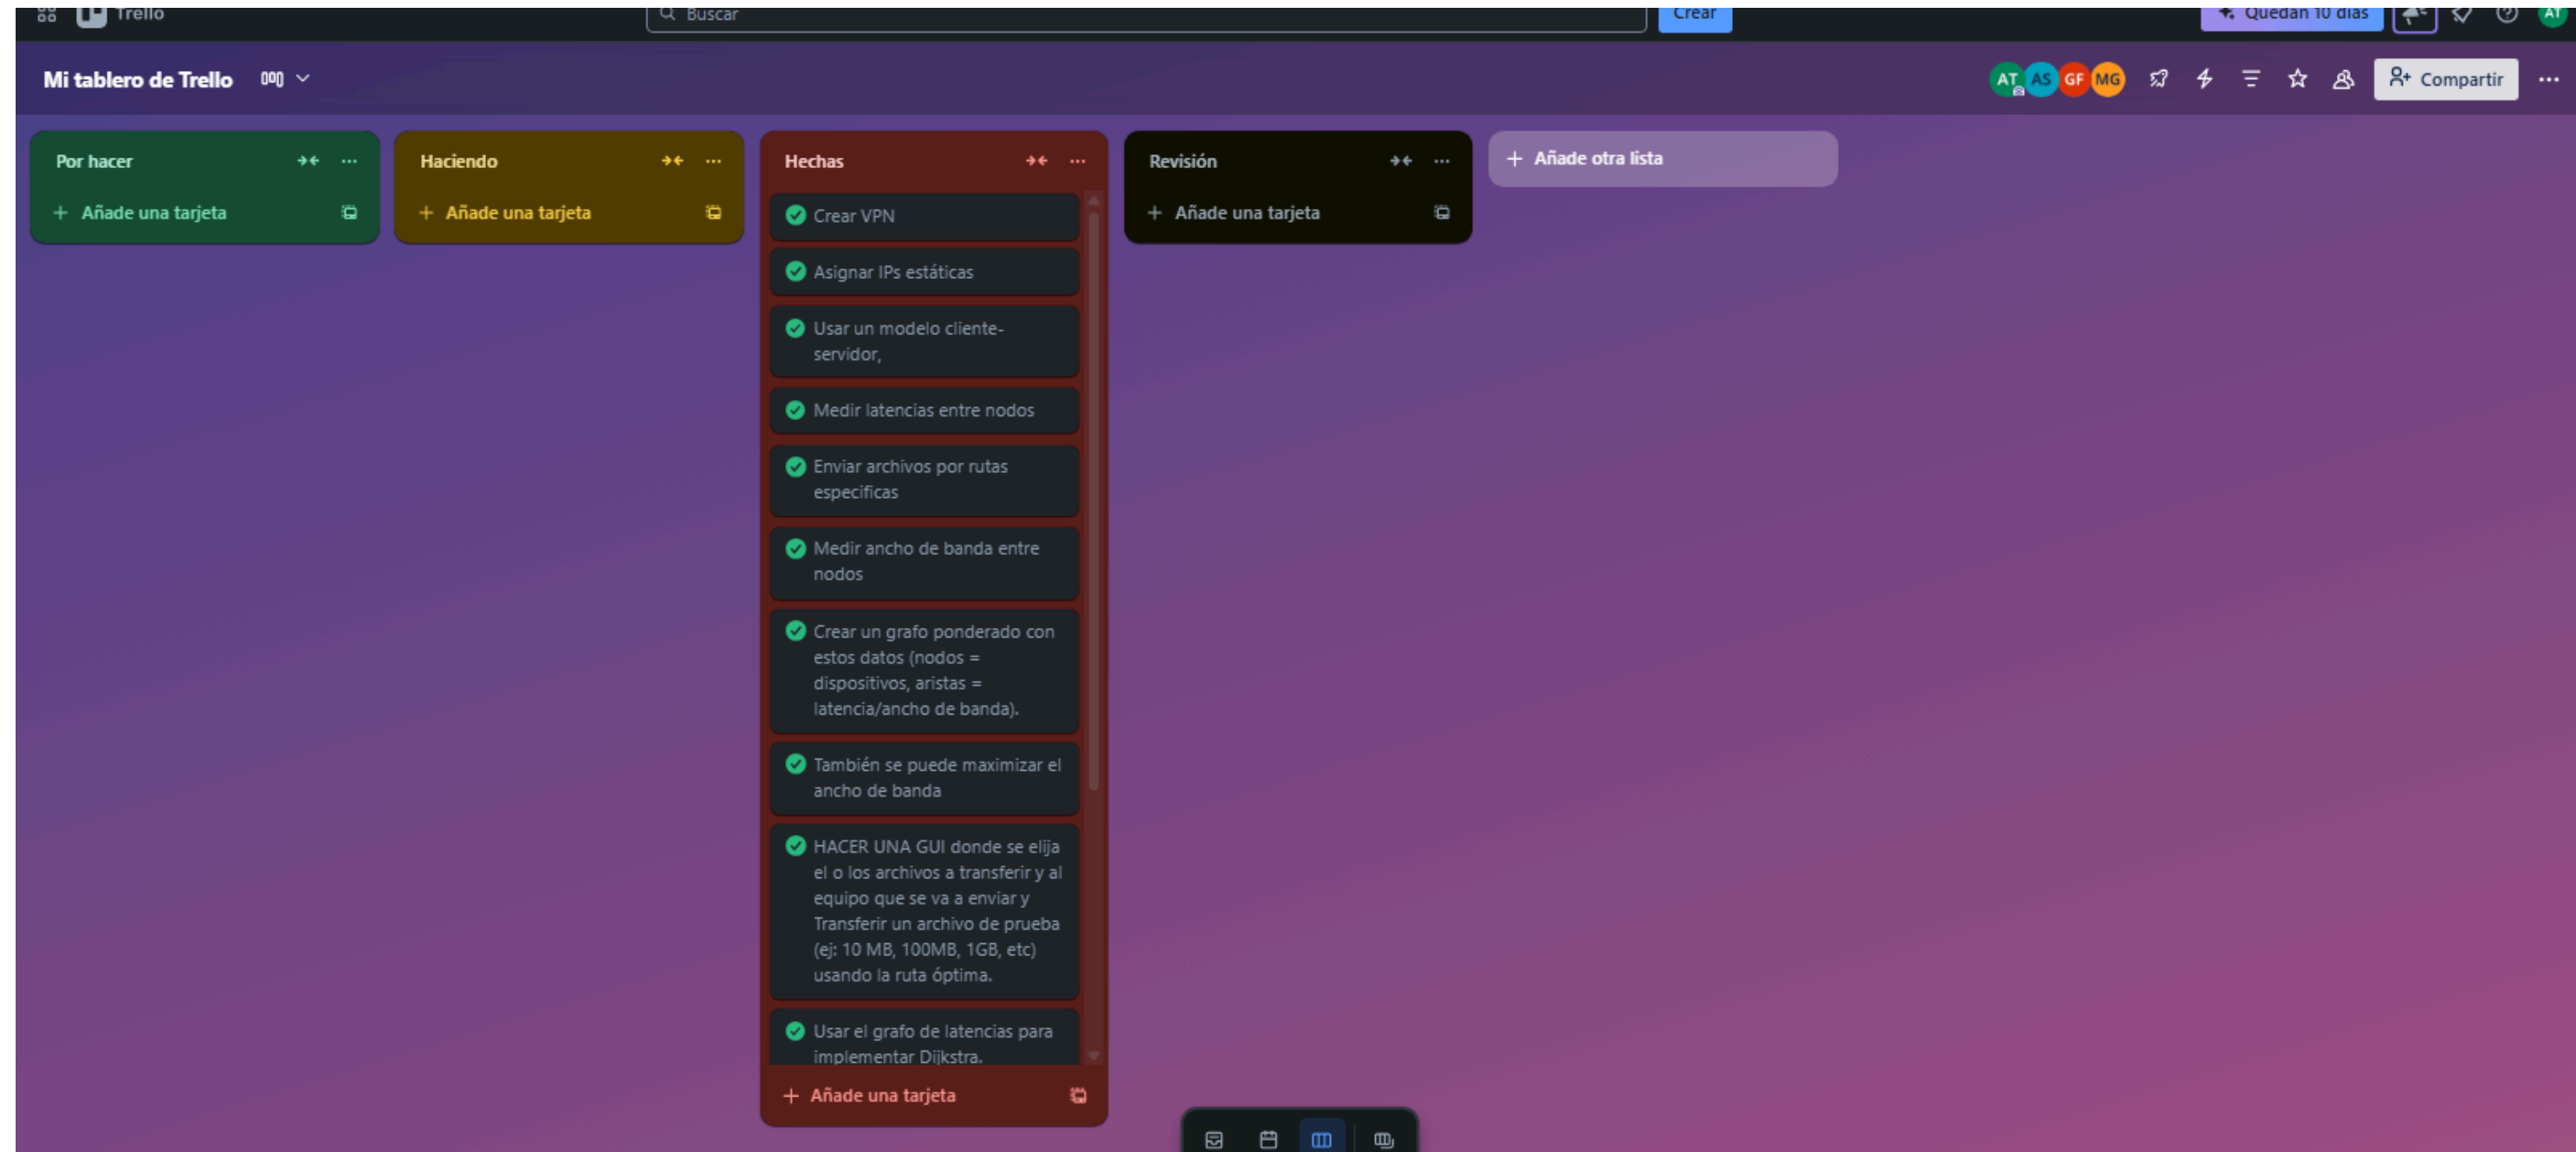 Trello
Buscar
Crear
Quedan 10 días
AT
Mi tablero de Trello
AT AS GF MG
Compartir
Por hacer
Añade una tarjeta
Haciendo
Añade una tarjeta
Hechas
Crear VPN
Asignar IPs estáticas
Usar un modelo cliente-
servidor,
Medir latencias entre nodos
Enviar archivos por rutas
especificas
Medir ancho de banda entre
nodos
Crear un grafo ponderado con
estos datos (nodos =
dispositivos, aristas =
latencia/ancho de banda).
También se puede maximizar el
ancho de banda
HACER UNA GUI donde se elija
el o los archivos a transferir y al
equipo que se va a enviar y
Transferir un archivo de prueba
(ej: 10 MB, 100MB, 1GB, etc)
usando la ruta óptima.
Usar el grafo de latencias para
implementar Dijkstra.
Añade una tarjeta
Revisión
Añade una tarjeta
Añade otra lista